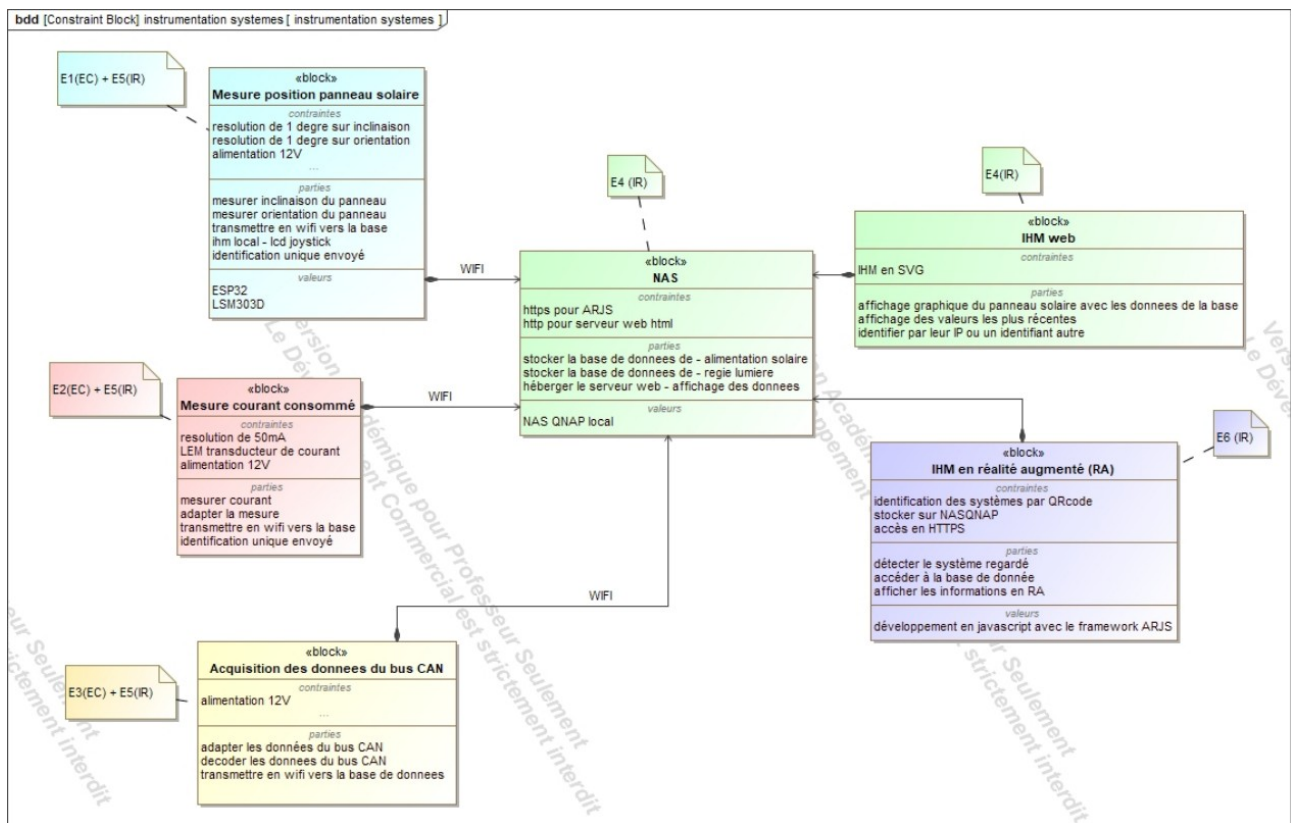 bdd [Constraint Block] instrumentation systemes [ instrumentation systemes ]
E1(EC) + E5(IR)
«block»
Mesure position panneau solaire
contraintes
resolution de 1 degre sur inclinaison
resolution de 1 degre sur orientation
alimentation 12V
...
parties
mesurer inclinaison du panneau
mesurer orientation du panneau
transmettre en wifi vers la base
ihm local - lcd joystick
identification unique envoyé
valeurs
ESP32
LSM303D
WIFI
E4 (IR)
«block»
NAS
contraintes
https pour ARJS
http pour serveur web html
parties
stocker la base de donnees de - alimentation solaire
stocker la base de donnees de - regie lumiere
héberger le serveur web - affichage des données
valeurs
NAS QNAP local
E4(IR)
«block»
IHM web
contraintes
IHM en SVG
parties
affichage graphique du panneau solaire avec les donnees de la base
affichage des valeurs les plus récentes
identifier par leur IP ou un identifiant autre
E2(EC) + E5(IR)
«block»
Mesure courant consommé
contraintes
resolution de 50mA
LEM transducteur de courant
alimentation 12V
parties
mesurer courant
adapter la mesure
transmettre en wifi vers la base
identification unique envoyé
WIFI
E6 (IR)
«block»
IHM en réalité augmenté (RA)
contraintes
identification des systèmes par QRcode
stocker sur NASQNAP
accès en HTTPS
parties
détecter le système regardé
accéder à la base de donnée
afficher les informations en RA
valeurs
développement en javascript avec le framework ARJS
WIFI
E3(EC) + E5(IR)
«block»
Acquisition des donnees du bus CAN
contraintes
alimentation 12V
...
parties
adapter les données du bus CAN
decoder les donnees du bus CAN
transmettre en wifi vers la base de donnees